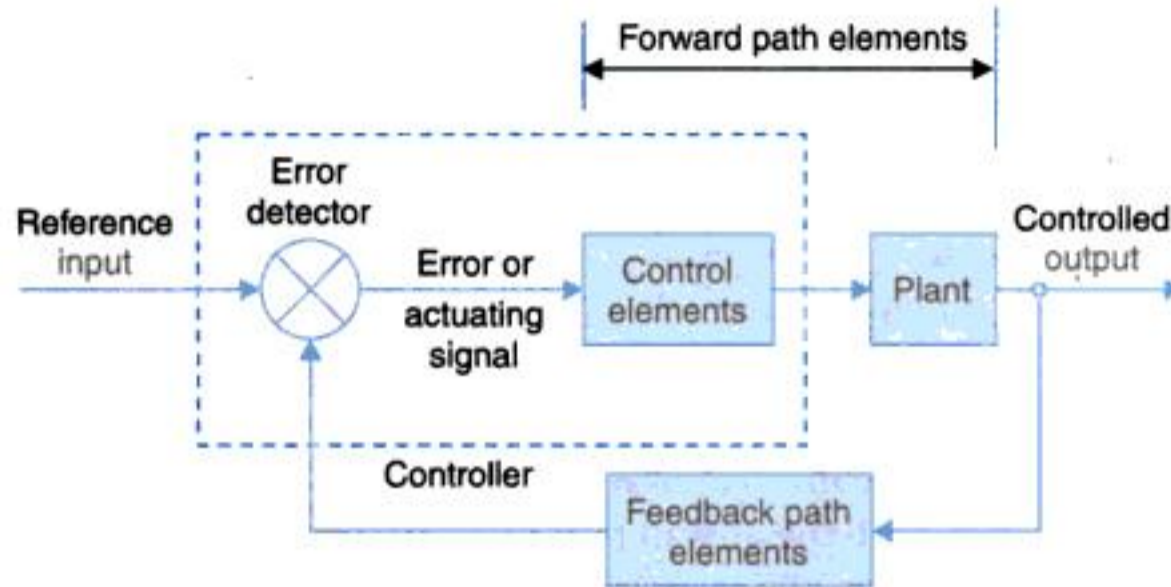 Forward path elements
Error
detector
Reference
input
Error or
actuating
signal
Control
elements
Plant
Controlled
output
Controller
Feedback path
elements